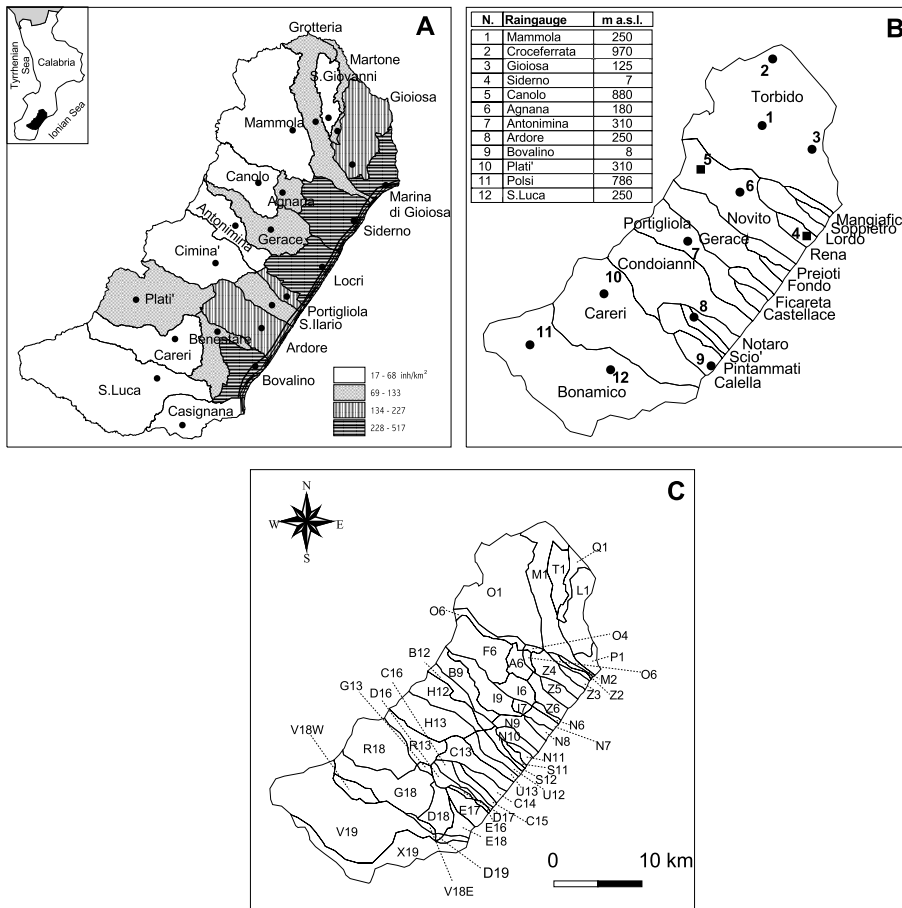 A
Tyrrhenian
Sea
Calabria
Ionian Sea
Grotteria
Martone
S.Giovanni
Gioiosa
Mammola
Canolo
Agnana
Marina
di Gioiosa
Antonimina
Siderno
Gerace
Cimina'
Locri
Plati'
Portigliola
S.Ilario
Benestare
Ardore
Careri
Bovalino
S.Luca
Casignana
17 - 68 inh/km²
69 - 133
134 - 227
228 - 517
B
N. Raingauge m a.s.l.
1 Mammola 250
2 Croceferrata 970
3 Gioiosa 125
4 Siderno 7
5 Canolo 880
6 Agnana 180
7 Antonimina 310
8 Ardore 250
9 Bovalino 8
10 Plati' 310
11 Polsi 786
12 S.Luca 250
2
Torbido
1
3
5
6
Novito
Mangiafico
Soppietro
4
Lordo
Portigliola
Gerace
Rena
7
Condoianni
Prejoti
Fondo
10
Ficareta
Castellace
Careri
8
11
Notaro
Scio'
9
Pintammati
12
Calella
Bonamico
C
N
W E
S
Q1
M1
T1
O1
L1
O6
O4
B12
F6
P1
A6
O6
C16
B9
Z4
M2
G13
D16
H12
I6
Z5
Z3
Z2
I9
I7
Z6
N6
V18W
H13
N9
N7
R18
R13
C13
N10
N8
N11
S11
S12
G18
U13
U12
C14
E17
C15
D18
D17
E16
V19
E18
X19
D19
V18E
0 10 km